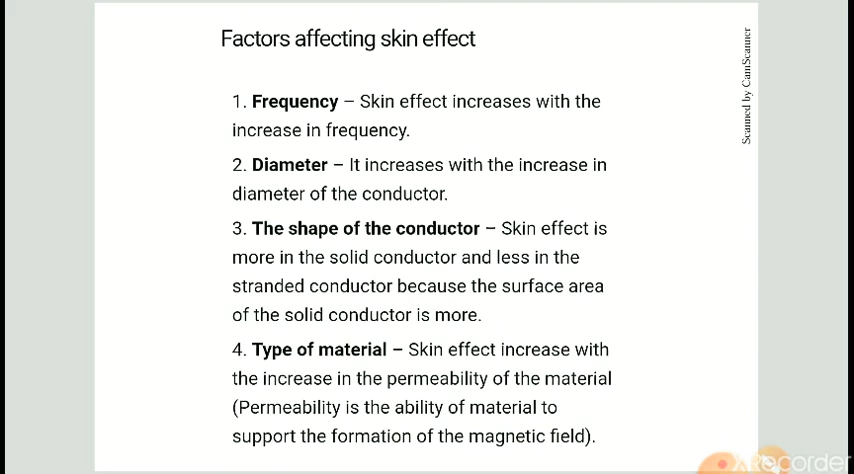 Factors affecting skin effect
1. Frequency – Skin effect increases with the
increase in frequency.
2. Diameter – It increases with the increase in
diameter of the conductor.
3. The shape of the conductor – Skin effect is
more in the solid conductor and less in the
stranded conductor because the surface area
of the solid conductor is more.
4. Type of material – Skin effect increase with
the increase in the permeability of the material
(Permeability is the ability of material to
support the formation of the magnetic field).
Scanned by CamScanner
XRecorder